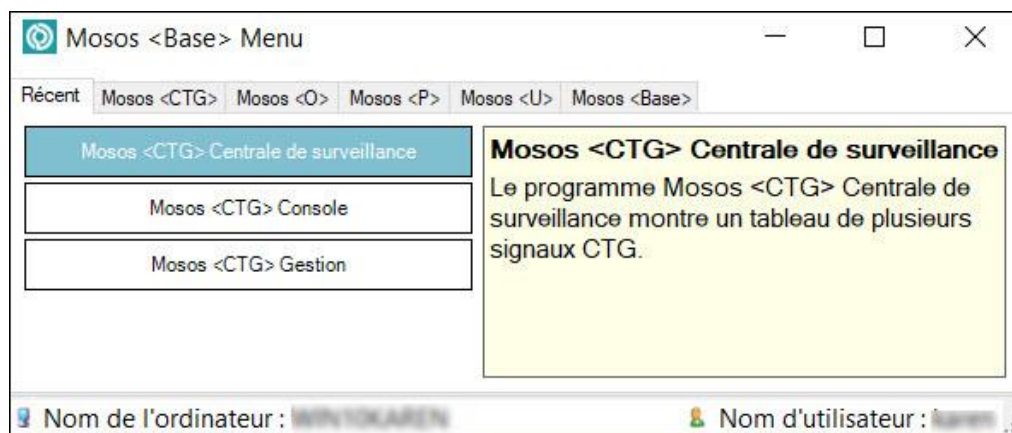 Mosos <Base> Menu
Récent Mosos <CTG> Mosos <O> Mosos <P> Mosos <U> Mosos <Base>
Mosos <CTG> Centrale de surveillance
Mosos <CTG> Console
Mosos <CTG> Gestion
Mosos <CTG> Centrale de surveillance
Le programme Mosos <CTG> Centrale de
surveillance montre un tableau de plusieurs
signaux CTG.
Nom de l'ordinateur :
Nom d'utilisateur :